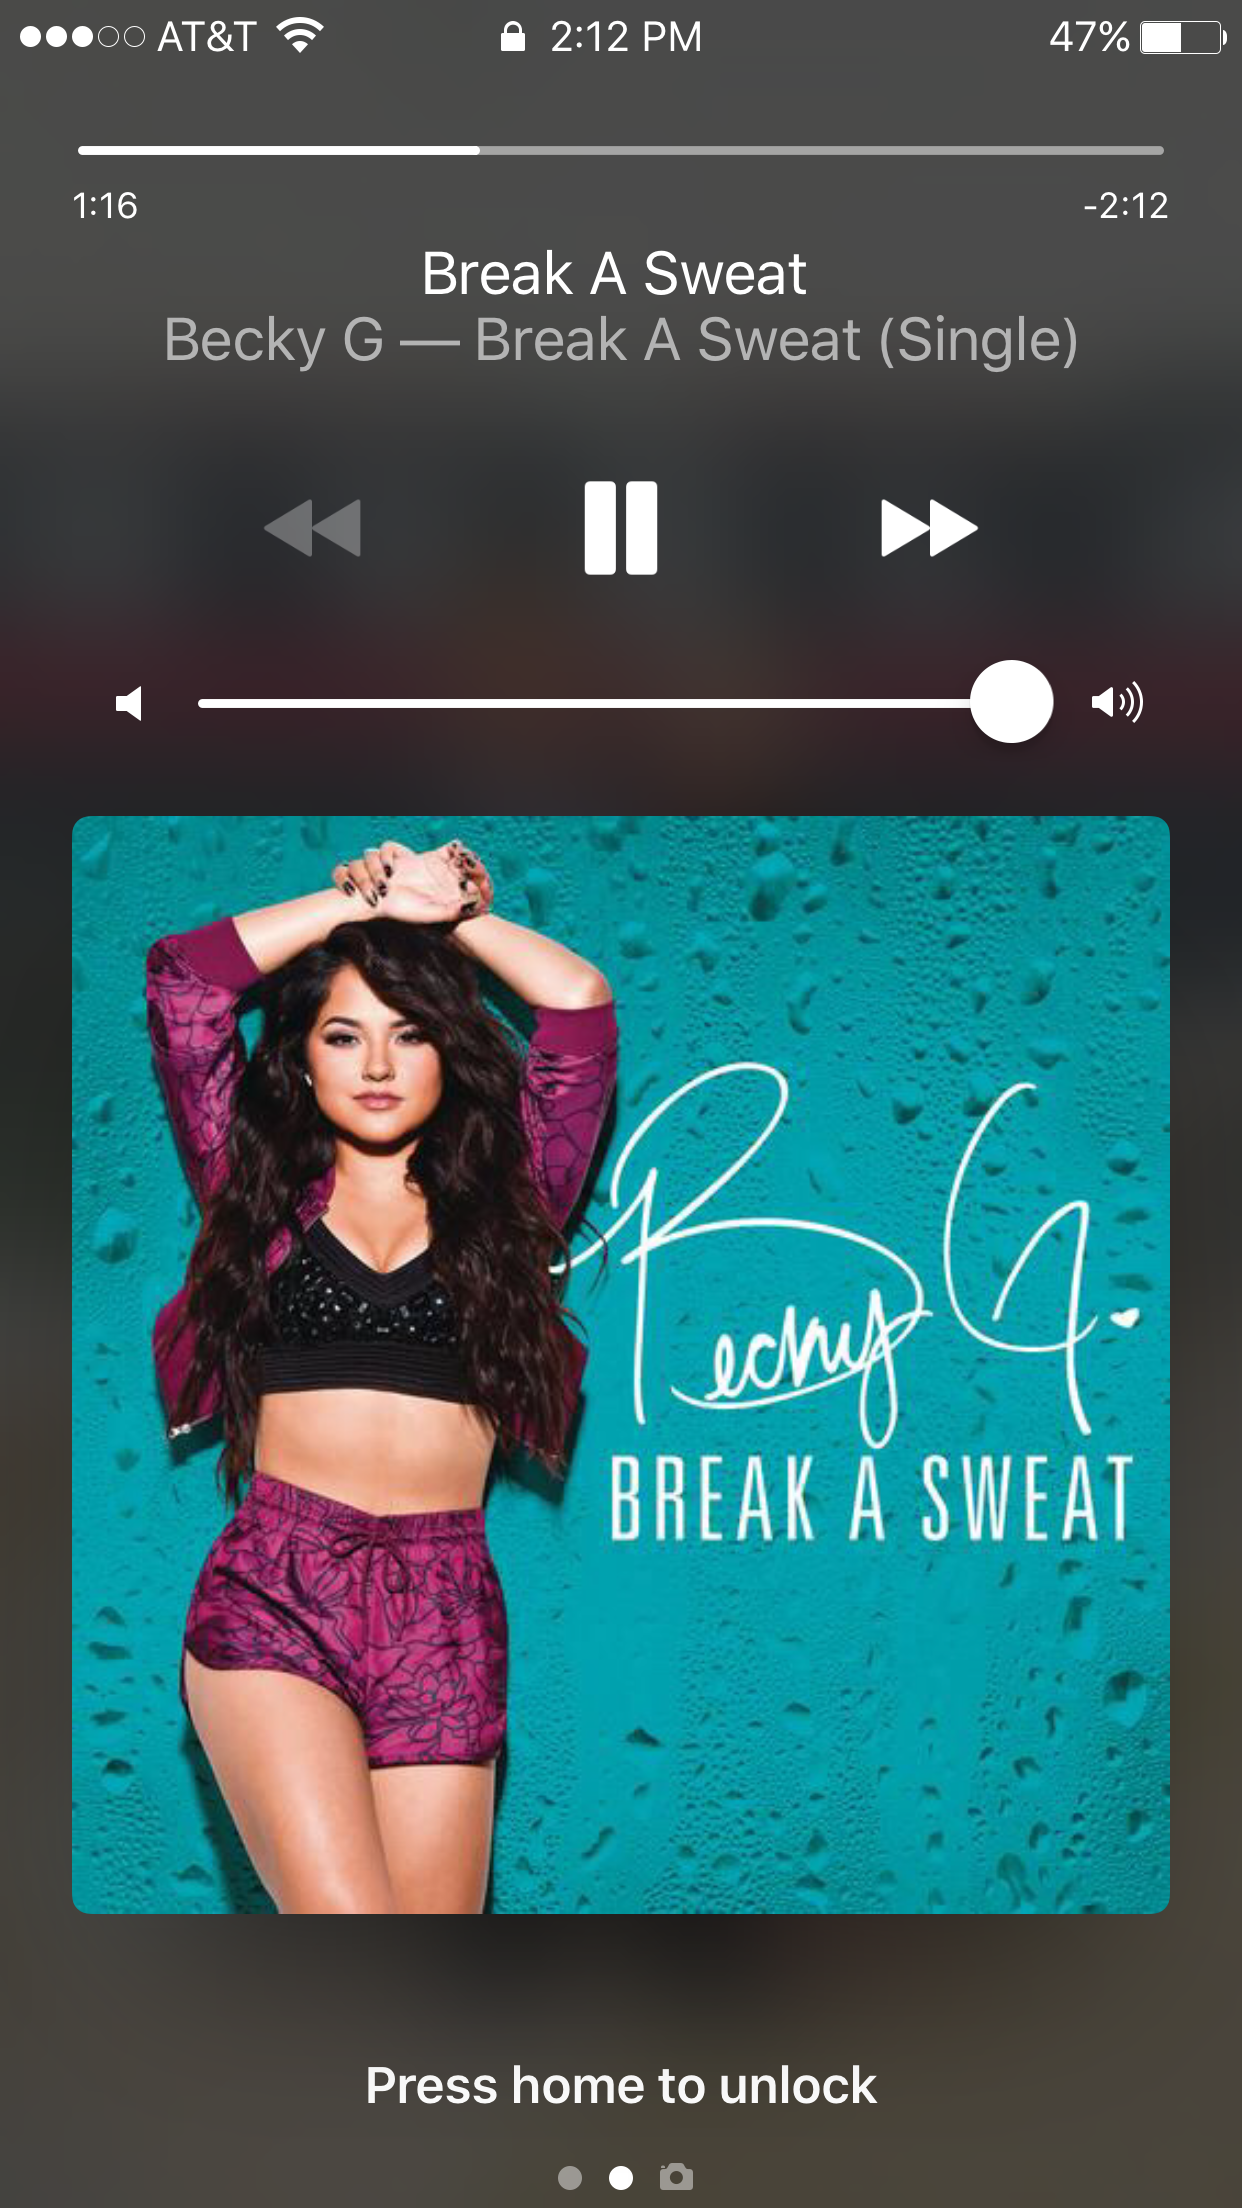 AT&T 2:12 PM 47%
1:16 -2:12
Break A Sweat
Becky G — Break A Sweat (Single)
Becky G.
BREAK A SWEAT
Press home to unlock